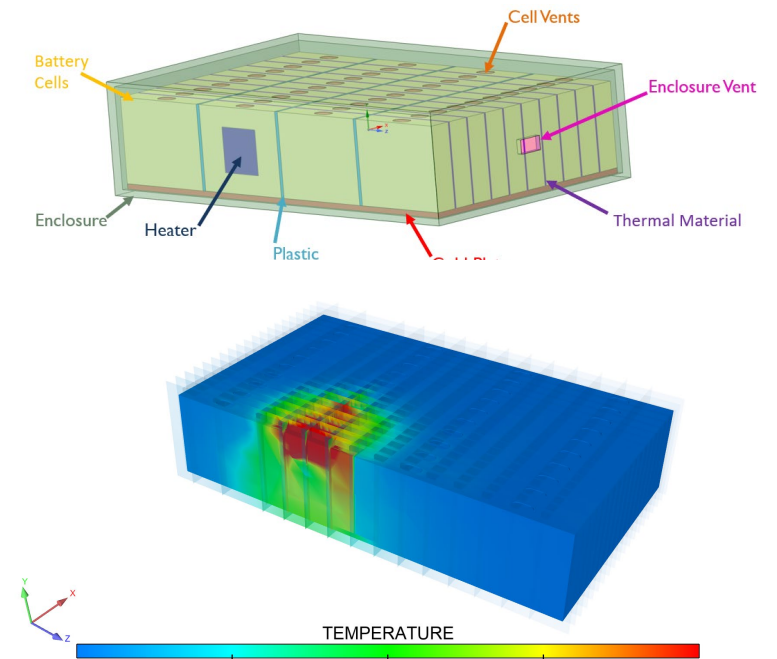 Cell Vents
Battery
Cells
Enclosure Vent
Enclosure
Heater
Thermal Material
Plastic
Y
X
Z
TEMPERATURE